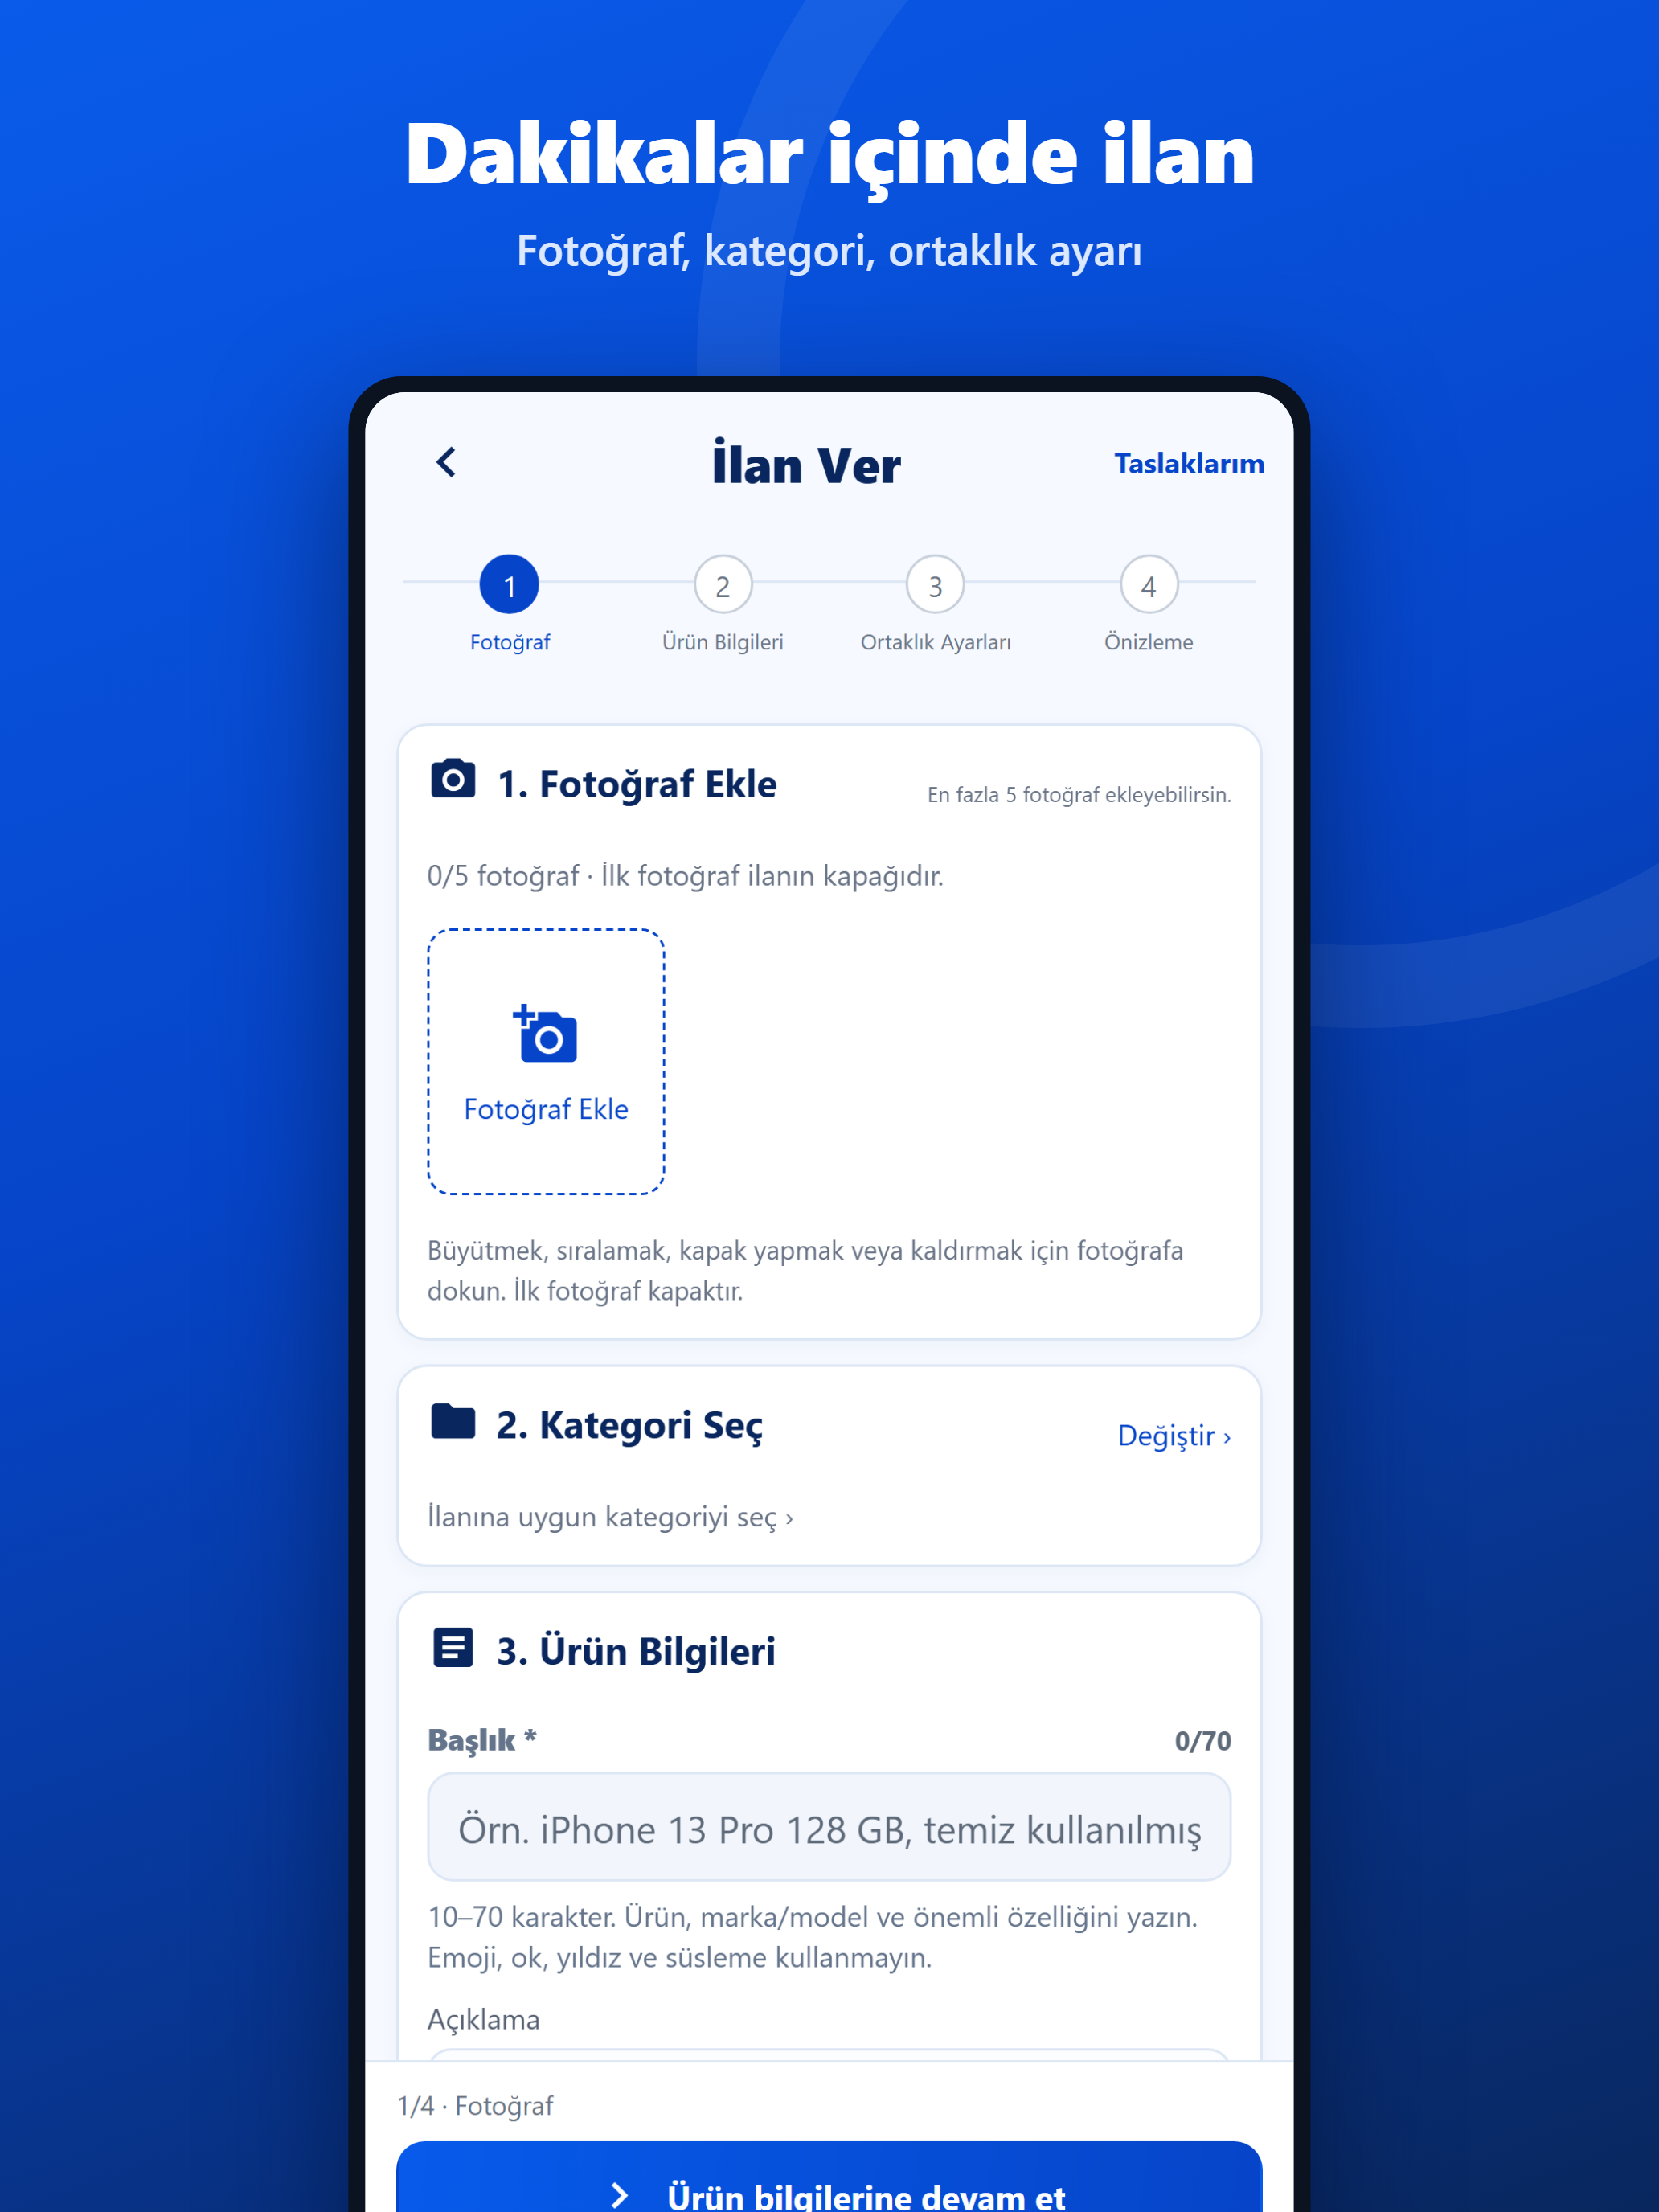 Dakikalar içinde ilan
Fotoğraf, kategori, ortaklık ayarı
İlan Ver
Taslaklarım
1
2
3
4
Fotoğraf
Ürün Bilgileri
Ortaklık Ayarları
Önizleme
1. Fotoğraf Ekle
En fazla 5 fotoğraf ekleyebilirsin.
0/5 fotoğraf · İlk fotoğraf ilanın kapağıdır.
Fotoğraf Ekle
Büyütmek, sıralamak, kapak yapmak veya kaldırmak için fotoğrafa
dokun. İlk fotoğraf kapaktır.
2. Kategori Seç
Değiştir ›
İlanına uygun kategoriyi seç ›
3. Ürün Bilgileri
Başlık *
0/70
Örn. iPhone 13 Pro 128 GB, temiz kullanılmış
10–70 karakter. Ürün, marka/model ve önemli özelliğini yazın.
Emoji, ok, yıldız ve süsleme kullanmayın.
Açıklama
1/4 · Fotoğraf
Ürün bilgilerine devam et